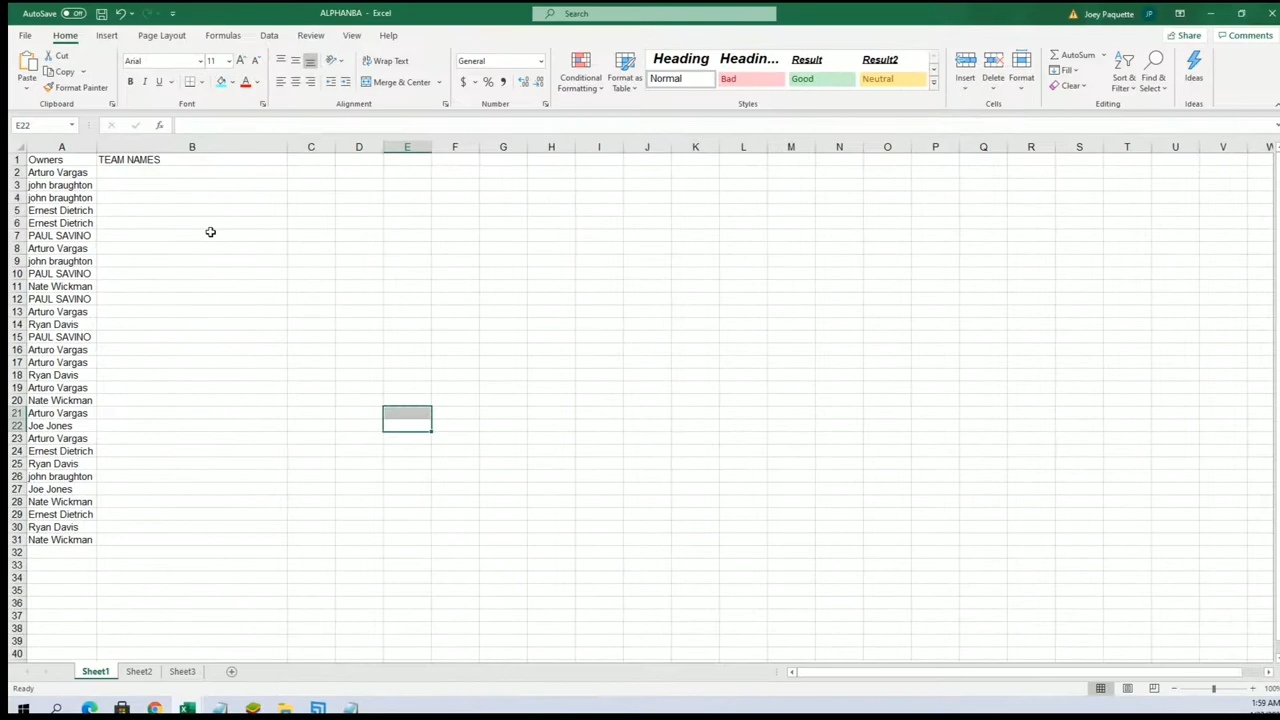 AutoSave Off ALPHANBA - Excel Search Joey Paquette JP
File Home Insert Page Layout Formulas Data Review View Help Share Comments
Paste Cut Copy Format Painter Clipboard
Arial 11 A A B I U A Font
Wrap Text Merge & Center Alignment
General $ % Number
Conditional Formatting Format as Table
Heading Headin... Result Result2
Normal Bad Good Neutral
Styles
Insert Delete Format Cells
AutoSum Fill Clear Sort & Filter Find & Select Editing
Ideas Ideas
E22 fx
A B C D E F G H I J K L M N O P Q R S T U V W
1 Owners TEAM NAMES
2 Arturo Vargas
3 john braughton
4 john braughton
5 Ernest Dietrich
6 Ernest Dietrich
7 PAUL SAVINO
8 Arturo Vargas
9 john braughton
10 PAUL SAVINO
11 Nate Wickman
12 PAUL SAVINO
13 Arturo Vargas
14 Ryan Davis
15 PAUL SAVINO
16 Arturo Vargas
17 Arturo Vargas
18 Ryan Davis
19 Arturo Vargas
20 Nate Wickman
21 Arturo Vargas
22 Joe Jones
23 Arturo Vargas
24 Ernest Dietrich
25 Ryan Davis
26 john braughton
27 Joe Jones
28 Nate Wickman
29 Ernest Dietrich
30 Ryan Davis
31 Nate Wickman
32
33
34
35
36
37
38
39
40
Sheet1 Sheet2 Sheet3
Ready 100%
1:59 AM